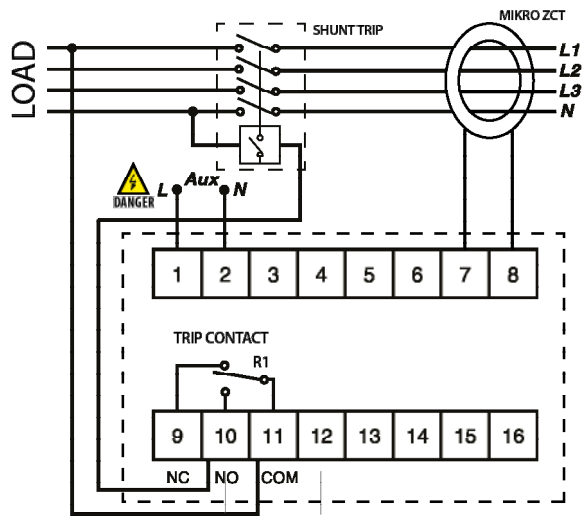 SHUNT TRIP
MIKRO ZCT
LOAD
L1
L2
L3
N
L Aux N
DANGER
1 2 3 4 5 6 7 8
TRIP CONTACT
R1
9 10 11 12 13 14 15 16
NC NO COM